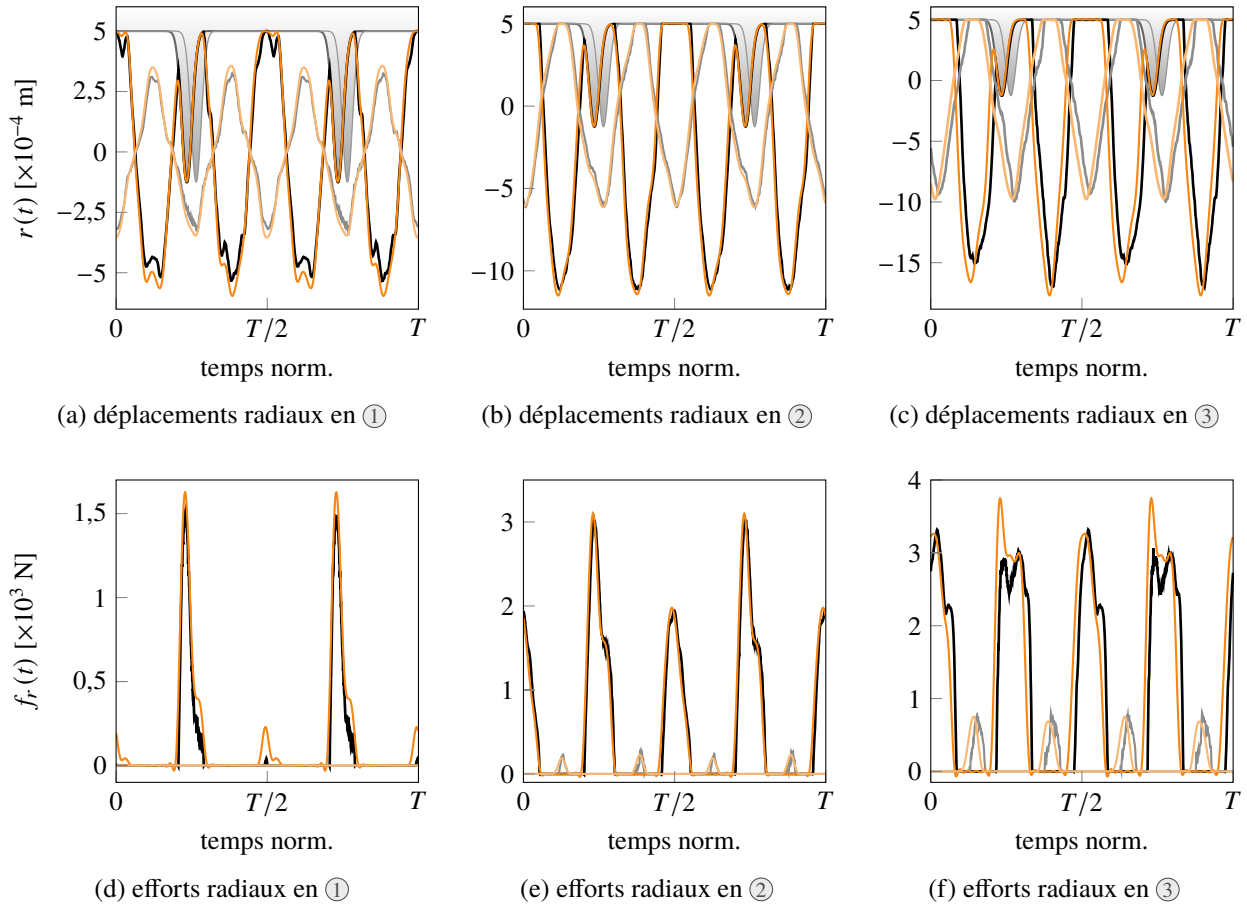 5
2,5
0
−2,5
−5
r(t) [×10⁻⁴ m]
0
T/2
T
temps norm.
(a) déplacements radiaux en ①
5
0
−5
−10
0
T/2
T
temps norm.
(b) déplacements radiaux en ②
5
0
−5
−10
−15
0
T/2
T
temps norm.
(c) déplacements radiaux en ③
1,5
1
0,5
0
f_r(t) [×10³ N]
0
T/2
T
temps norm.
(d) efforts radiaux en ①
3
2
1
0
0
T/2
T
temps norm.
(e) efforts radiaux en ②
4
3
2
1
0
0
T/2
T
temps norm.
(f) efforts radiaux en ③